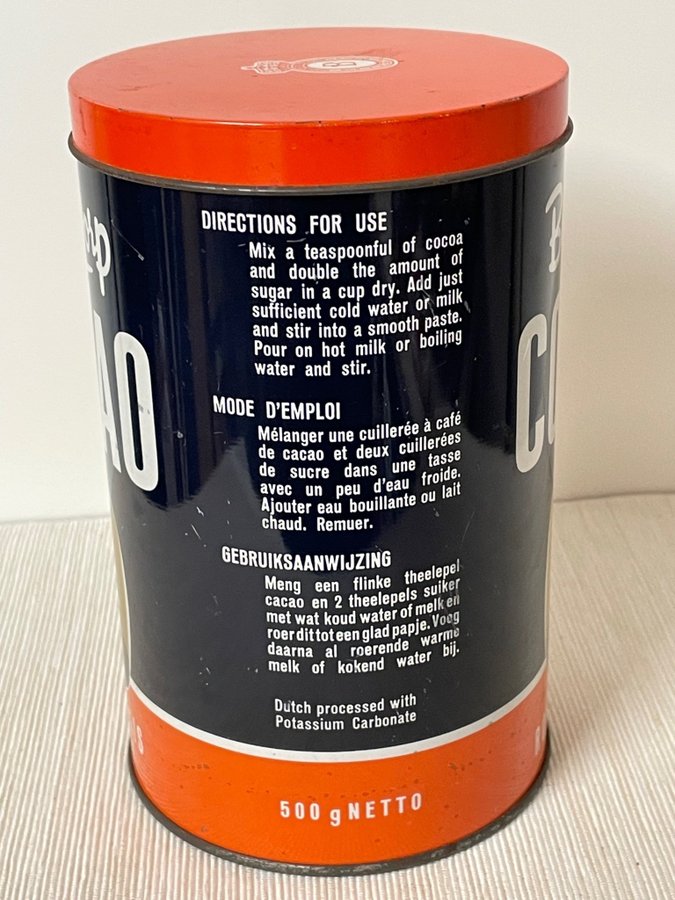 DIRECTIONS FOR USE
Mix a teaspoonful of cocoa
and double the amount of
sugar in a cup dry. Add just
sufficient cold water or milk
and stir into a smooth paste.
Pour on hot milk or boiling
water and stir.
MODE D'EMPLOI
Mélanger une cuillerée à café
de cacao et deux cuillerées
de sucre dans une tasse
avec un peu d'eau froide.
Ajouter eau bouillante ou lait
chaud. Remuer.
GEBRUIKSAANWIJZING
Meng een flinke theelepel
cacao en 2 theelepels suiker
met wat koud water of melk en
roer dit tot een glad papje. Voeg
daarna al roerende warme
melk of kokend water bij.
Dutch processed with
Potassium Carbonate
500 g NETTO